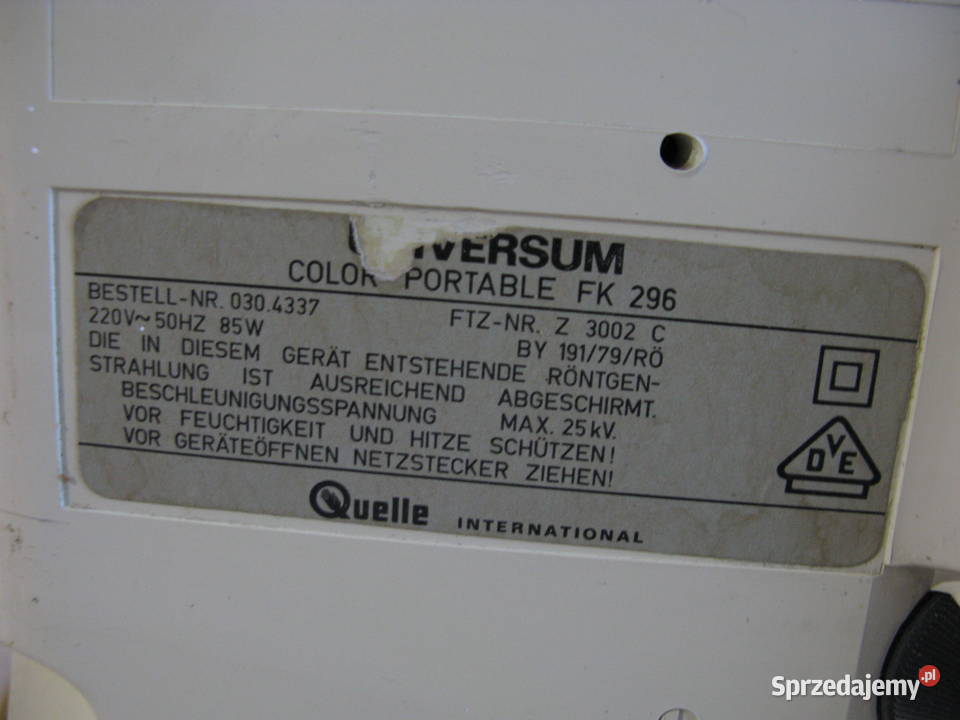 UNIVERSUM
COLOR PORTABLE FK 296
BESTELL-NR. 030.4337 FTZ-NR. Z 3002 C
220V~50HZ 85W BY 191/79/RÖ
DIE IN DIESEM GERÄT ENTSTEHENDE RÖNTGEN-
STRAHLUNG IST AUSREICHEND ABGESCHIRMT.
BESCHLEUNIGUNGSSPANNUNG MAX. 25kV.
VOR FEUCHTIGKEIT UND HITZE SCHÜTZEN!
VOR GERÄTEÖFFNEN NETZSTECKER ZIEHEN!
DVE
Quelle INTERNATIONAL
Sprzedajemy.pl